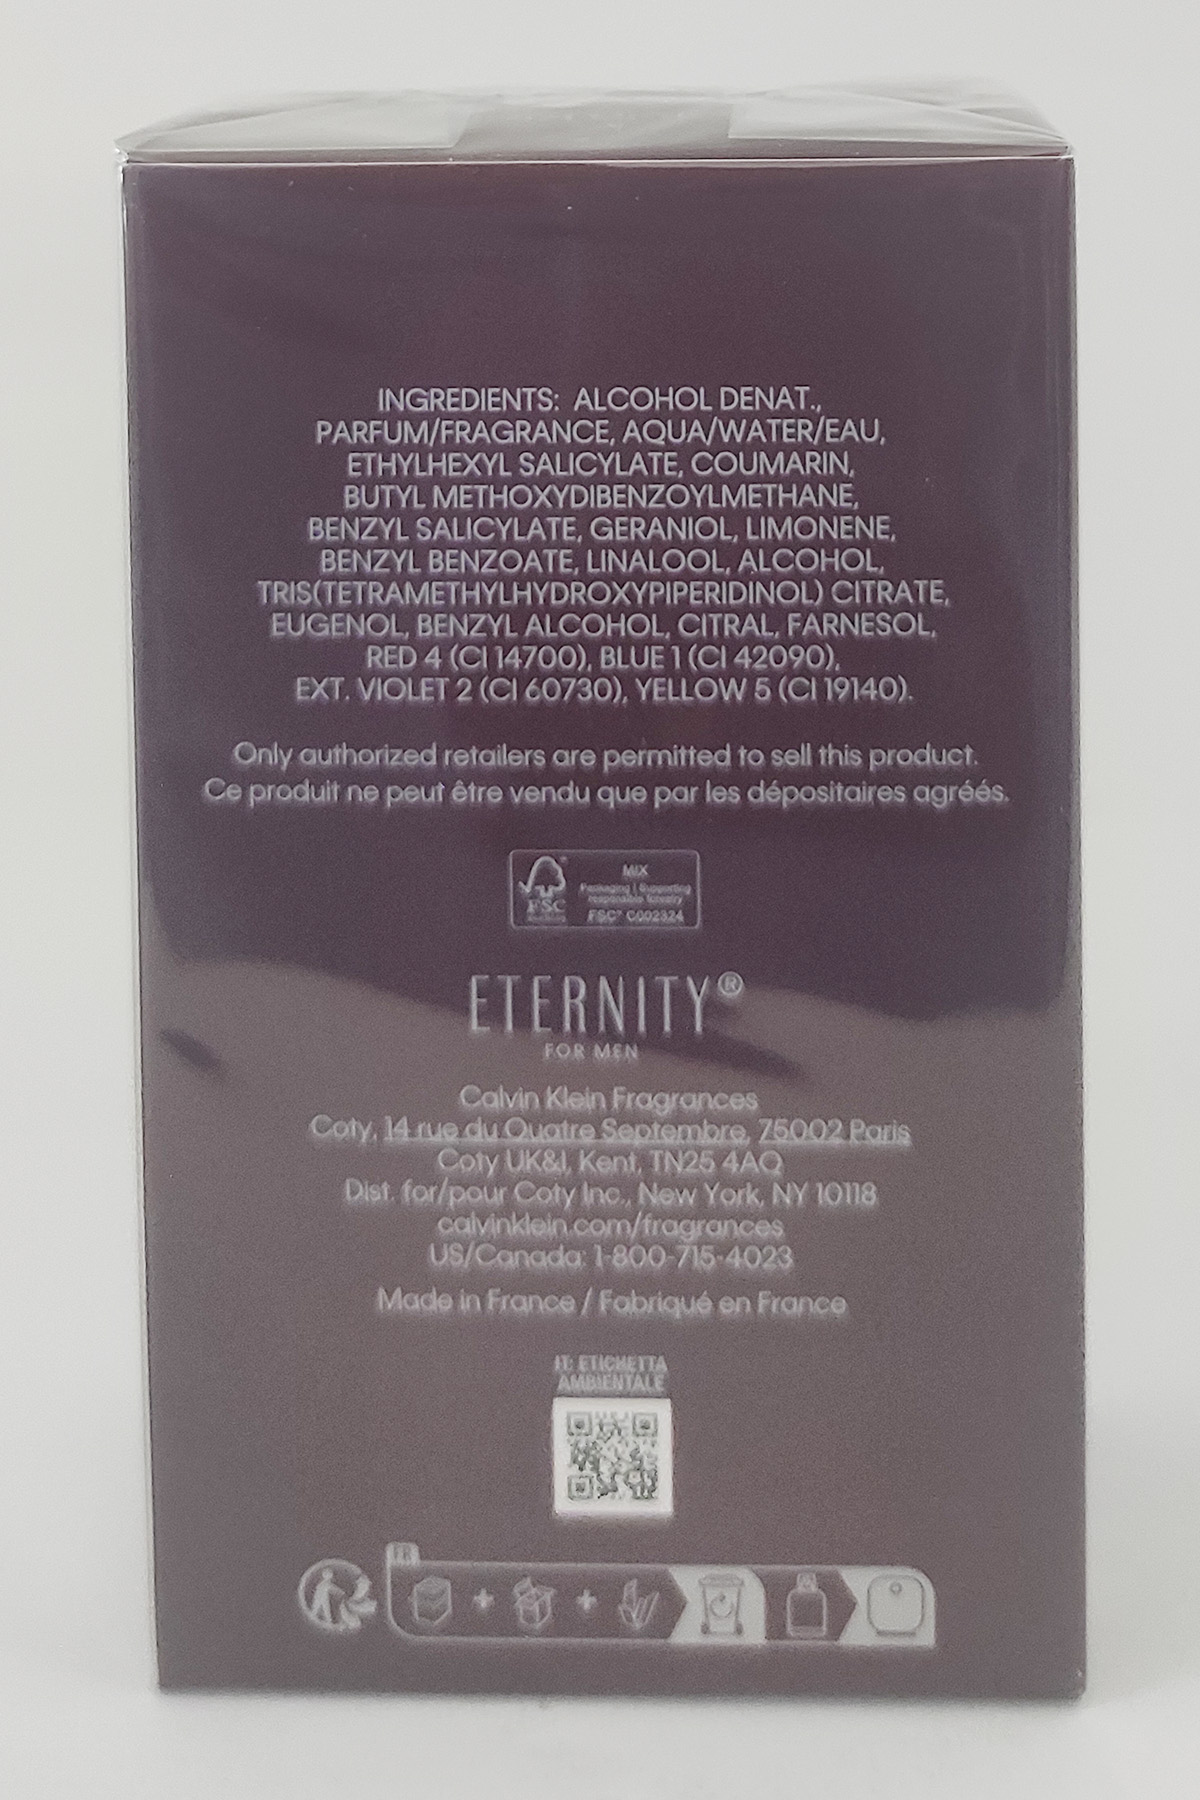 INGREDIENTS: ALCOHOL DENAT.,
PARFUM/FRAGRANCE, AQUA/WATER/EAU,
ETHYLHEXYL SALICYLATE, COUMARIN,
BUTYL METHOXYDIBENZOYLMETHANE,
BENZYL SALICYLATE, GERANIOL, LIMONENE,
BENZYL BENZOATE, LINALOOL, ALCOHOL,
TRIS(TETRAMETHYLHYDROXYPIPERIDINOL) CITRATE,
EUGENOL, BENZYL ALCOHOL, CITRAL, FARNESOL,
RED 4 (CI 14700), BLUE 1 (CI 42090),
EXT. VIOLET 2 (CI 60730), YELLOW 5 (CI 19140).
Only authorized retailers are permitted to sell this product.
Ce produit ne peut être vendu que par les dépositaires agréés.
FSC
MIX
Packaging | Supporting
responsible forestry
FSC® C002324
ETERNITY®
FOR MEN
Calvin Klein Fragrances
Coty, 14 rue du Quatre Septembre, 75002 Paris
Coty UK&I, Kent, TN25 4AQ
Dist. for/pour Coty Inc., New York, NY 10118
calvinklein.com/fragrances
US/Canada: 1-800-715-4023
Made in France / Fabriqué en France
IT: ETICHETTA
AMBIENTALE
FR